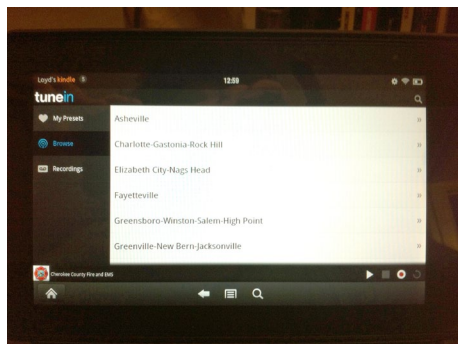 Loyd's kindle 3
12:59
tunein
My Presets
Browse
Recordings
Asheville
Charlotte-Gastonia-Rock Hill
Elizabeth City-Nags Head
Fayetteville
Greensboro-Winston-Salem-High Point
Greenville-New Bern-Jacksonville
Cherokee County Fire and EMS